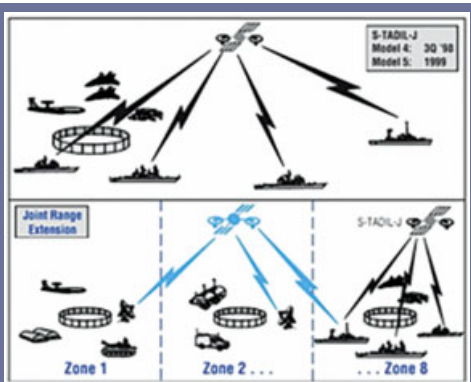 S-TADIL-J
Model 4: 3Q '98
Model 5: 1999
Joint Range
Extension
S-TADIL-J
Zone 1
Zone 2 . . .
. . . Zone 8